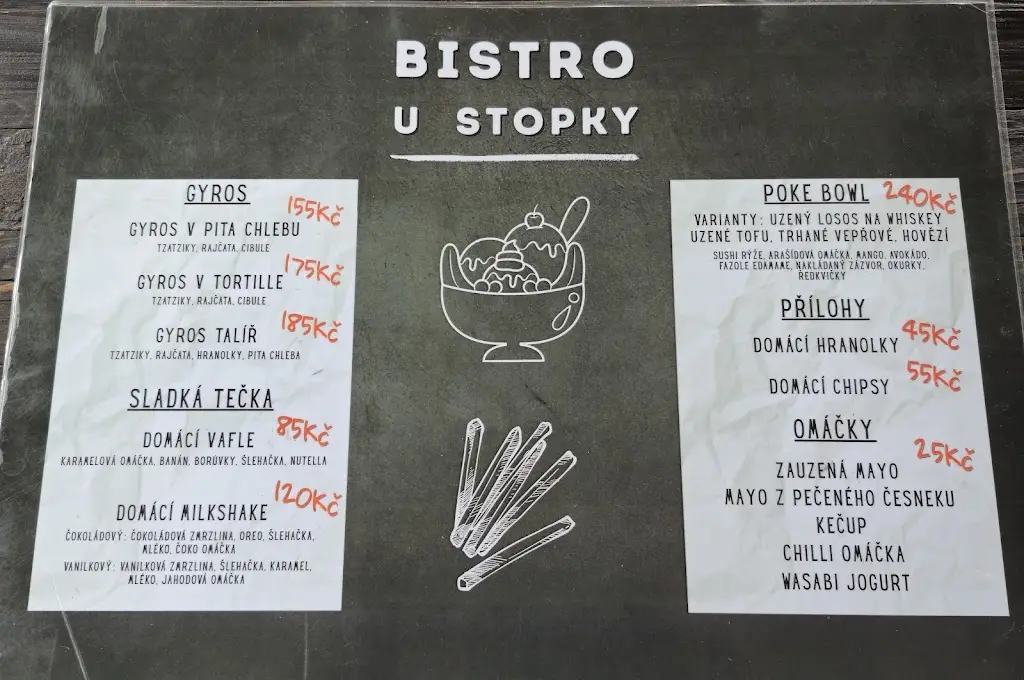 BISTRO
U STOPKY
GYROS
155Kč
GYROS V PITA CHLEBU
TZATZIKY, RAJČATA, CIBULE
175Kč
GYROS V TORTILLE
TZATZIKY, RAJČATA, CIBULE
185Kč
GYROS TALÍŘ
TZATZIKY, RAJČATA, HRANOLKY, PITA CHLEBA
SLADKÁ TEČKA
85Kč
DOMÁCÍ VAFLE
KARAMELOVÁ OMÁČKA, BANÁN, BORŮVKY, ŠLEHAČKA, NUTELLA
120Kč
DOMÁCÍ MILKSHAKE
ČOKOLÁDOVÝ: ČOKOLÁDOVÁ ZMRZLINA, OREO, ŠLEHAČKA,
MLÉKO, ČOKO OMÁČKA
VANILKOVÝ: VANILKOVÁ ZMRZLINA, ŠLEHAČKA, KARAMEL,
MLÉKO, JAHODOVÁ OMÁČKA
POKE BOWL 240Kč
VARIANTY: UZENÝ LOSOS NA WHISKEY
UZENÉ TOFU, TRHANÉ VEPŘOVÉ, HOVĚZÍ
SUSHI RÝŽE, ARAŠÍDOVÁ OMÁČKA, MANGO, AVOKÁDO,
FAZOLE EDAMAME, NAKLÁDANÝ ZÁZVOR, OKURKY,
ŘEDKVIČKY
PŘÍLOHY
45Kč
DOMÁCÍ HRANOLKY
55Kč
DOMÁCÍ CHIPSY
OMÁČKY
25Kč
ZAUZENÁ MAYO
MAYO Z PEČENÉHO ČESNEKU
KEČUP
CHILLI OMÁČKA
WASABI JOGURT